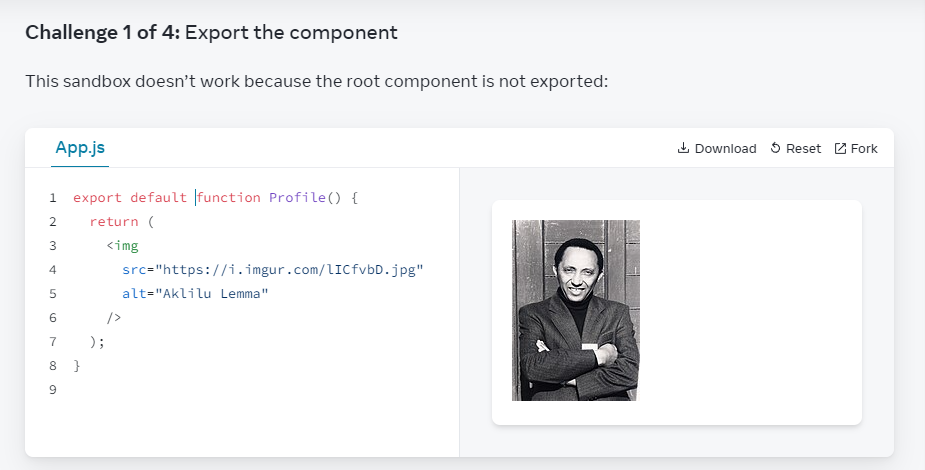 Challenge 1 of 4: Export the component
This sandbox doesn’t work because the root component is not exported:
App.js Download Reset Fork
1 export default function Profile() {
2   return (
3     <img
4       src="https://i.imgur.com/lICfvbD.jpg"
5       alt="Aklilu Lemma"
6     />
7   );
8 }
9